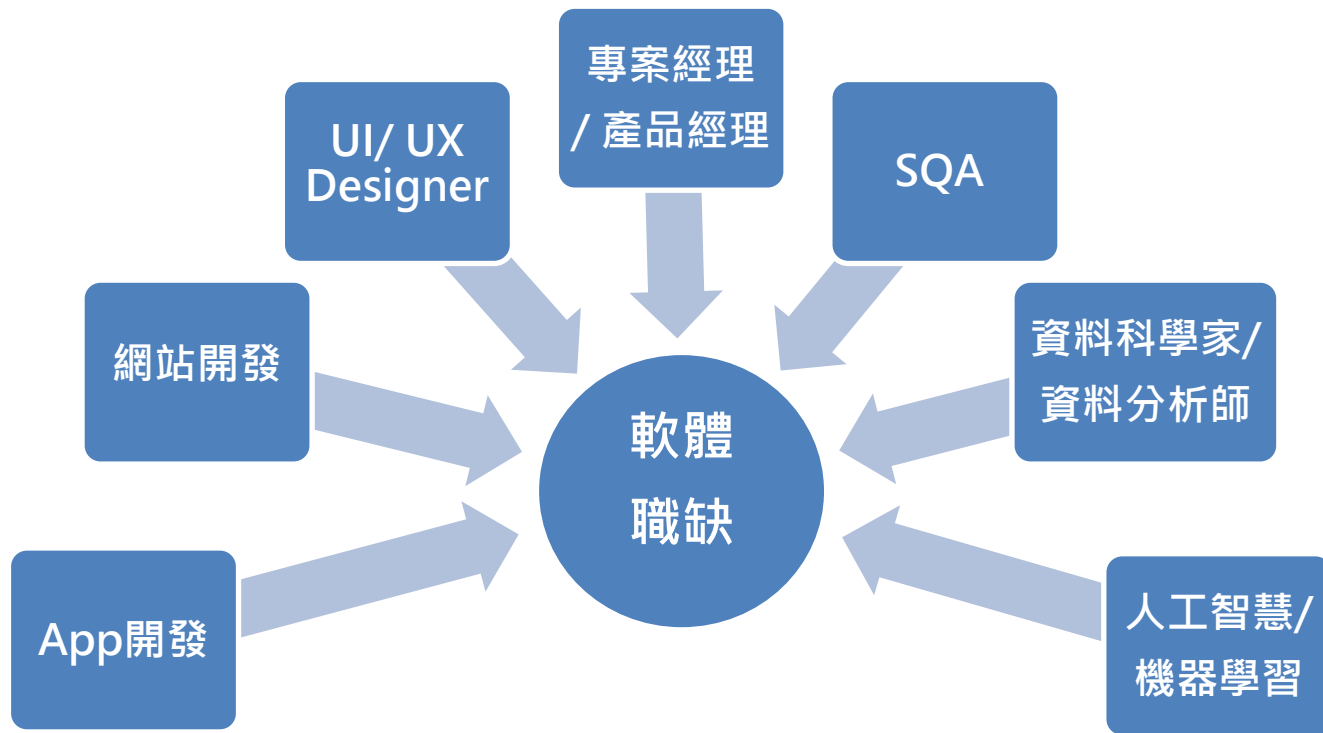 專案經理
/ 產品經理
UI/ UX
Designer
SQA
網站開發
資料科學家/
資料分析師
軟體
職缺
App開發
人工智慧/
機器學習